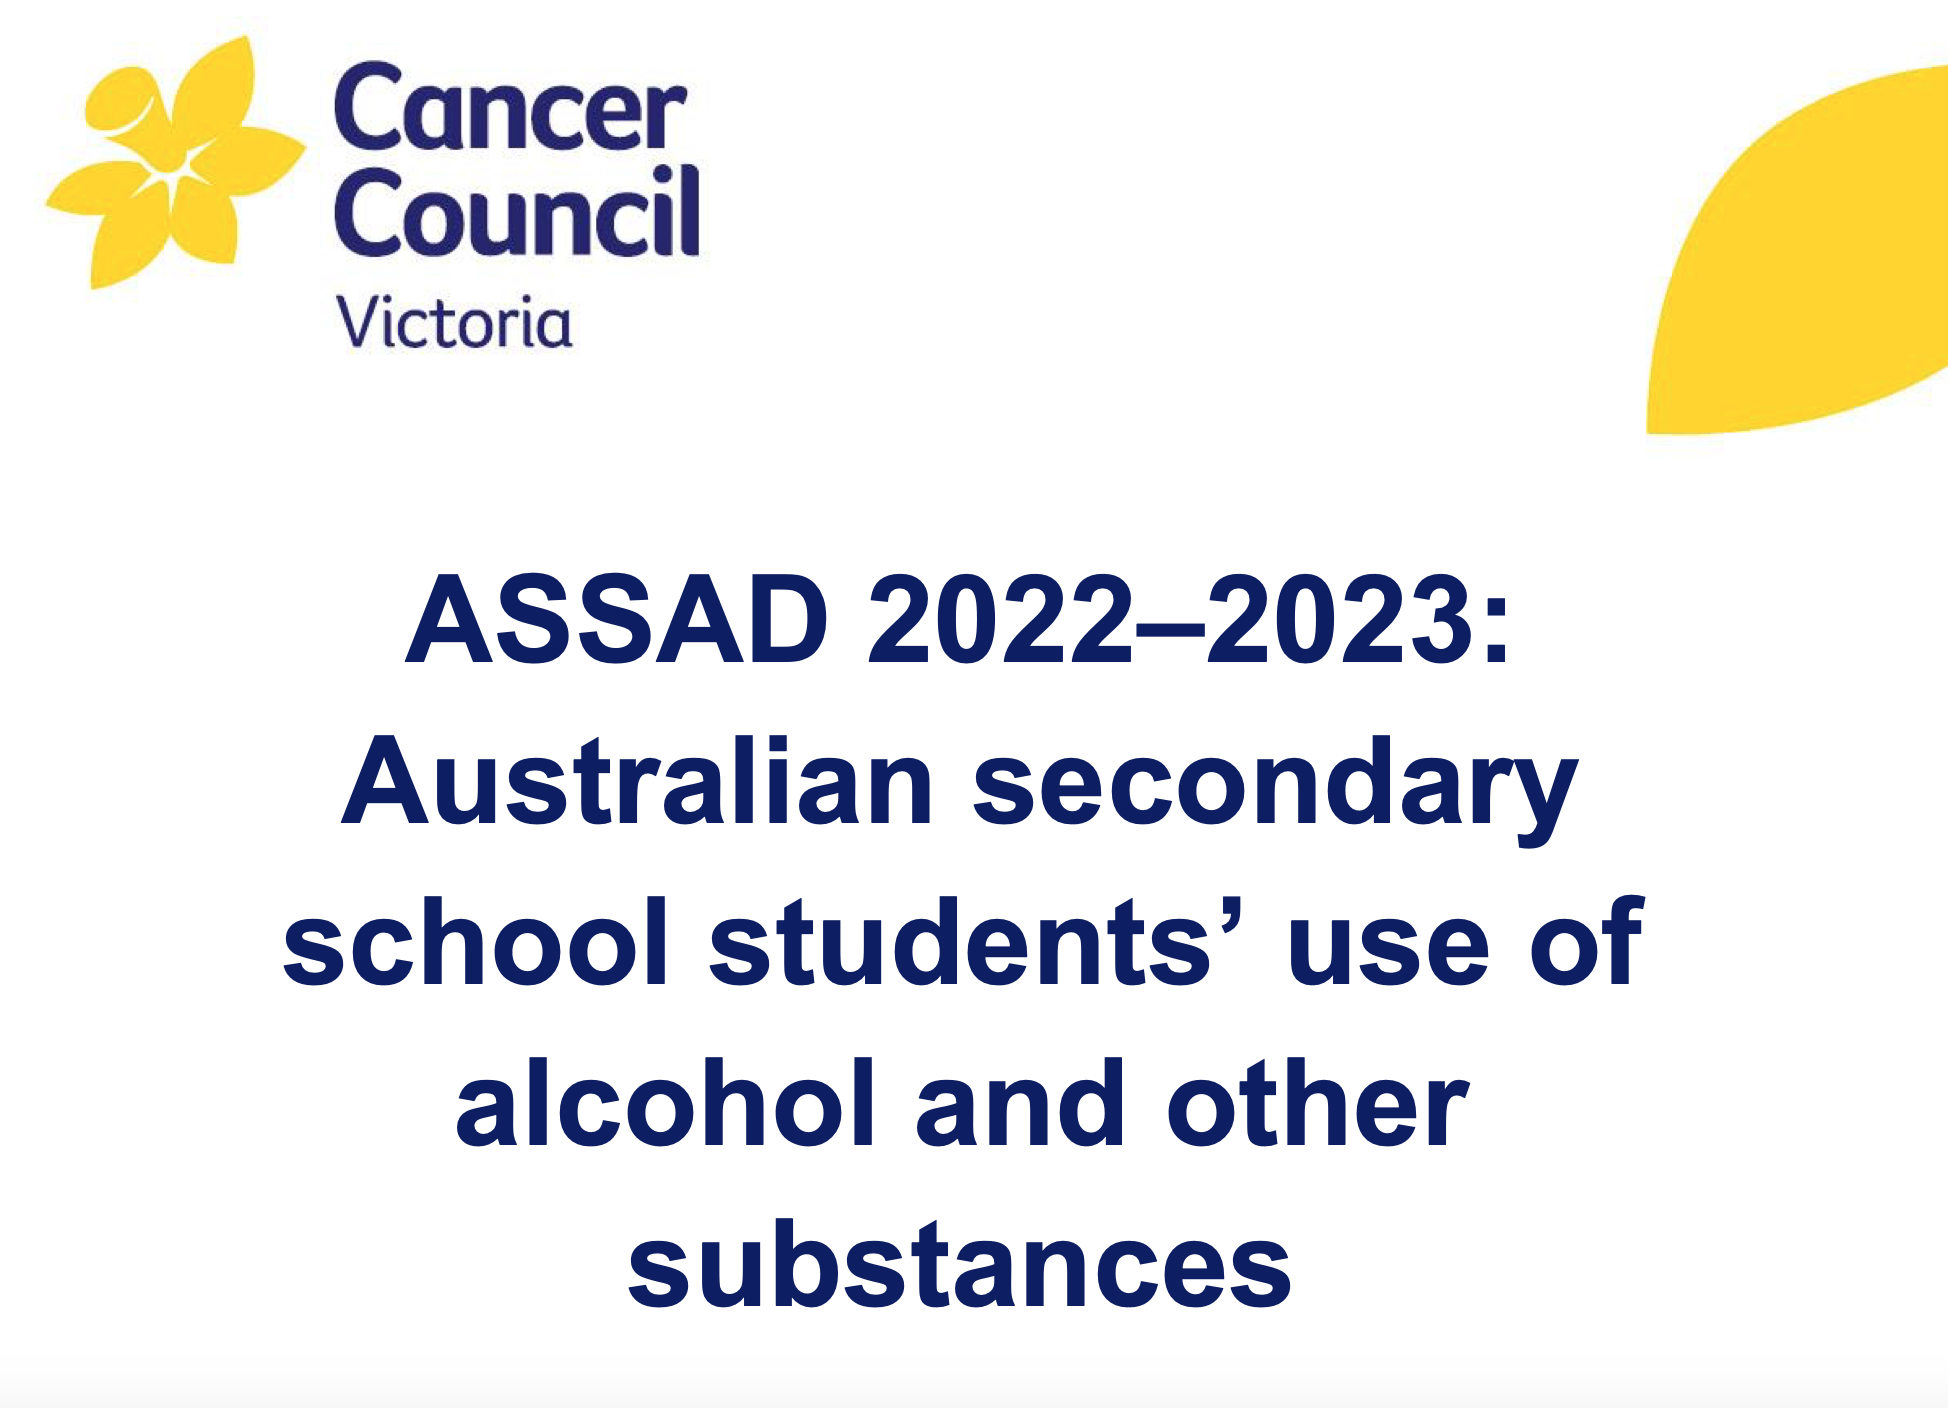 Cancer
Council
Victoria
ASSAD 2022–2023:
Australian secondary
school students’ use of
alcohol and other
substances